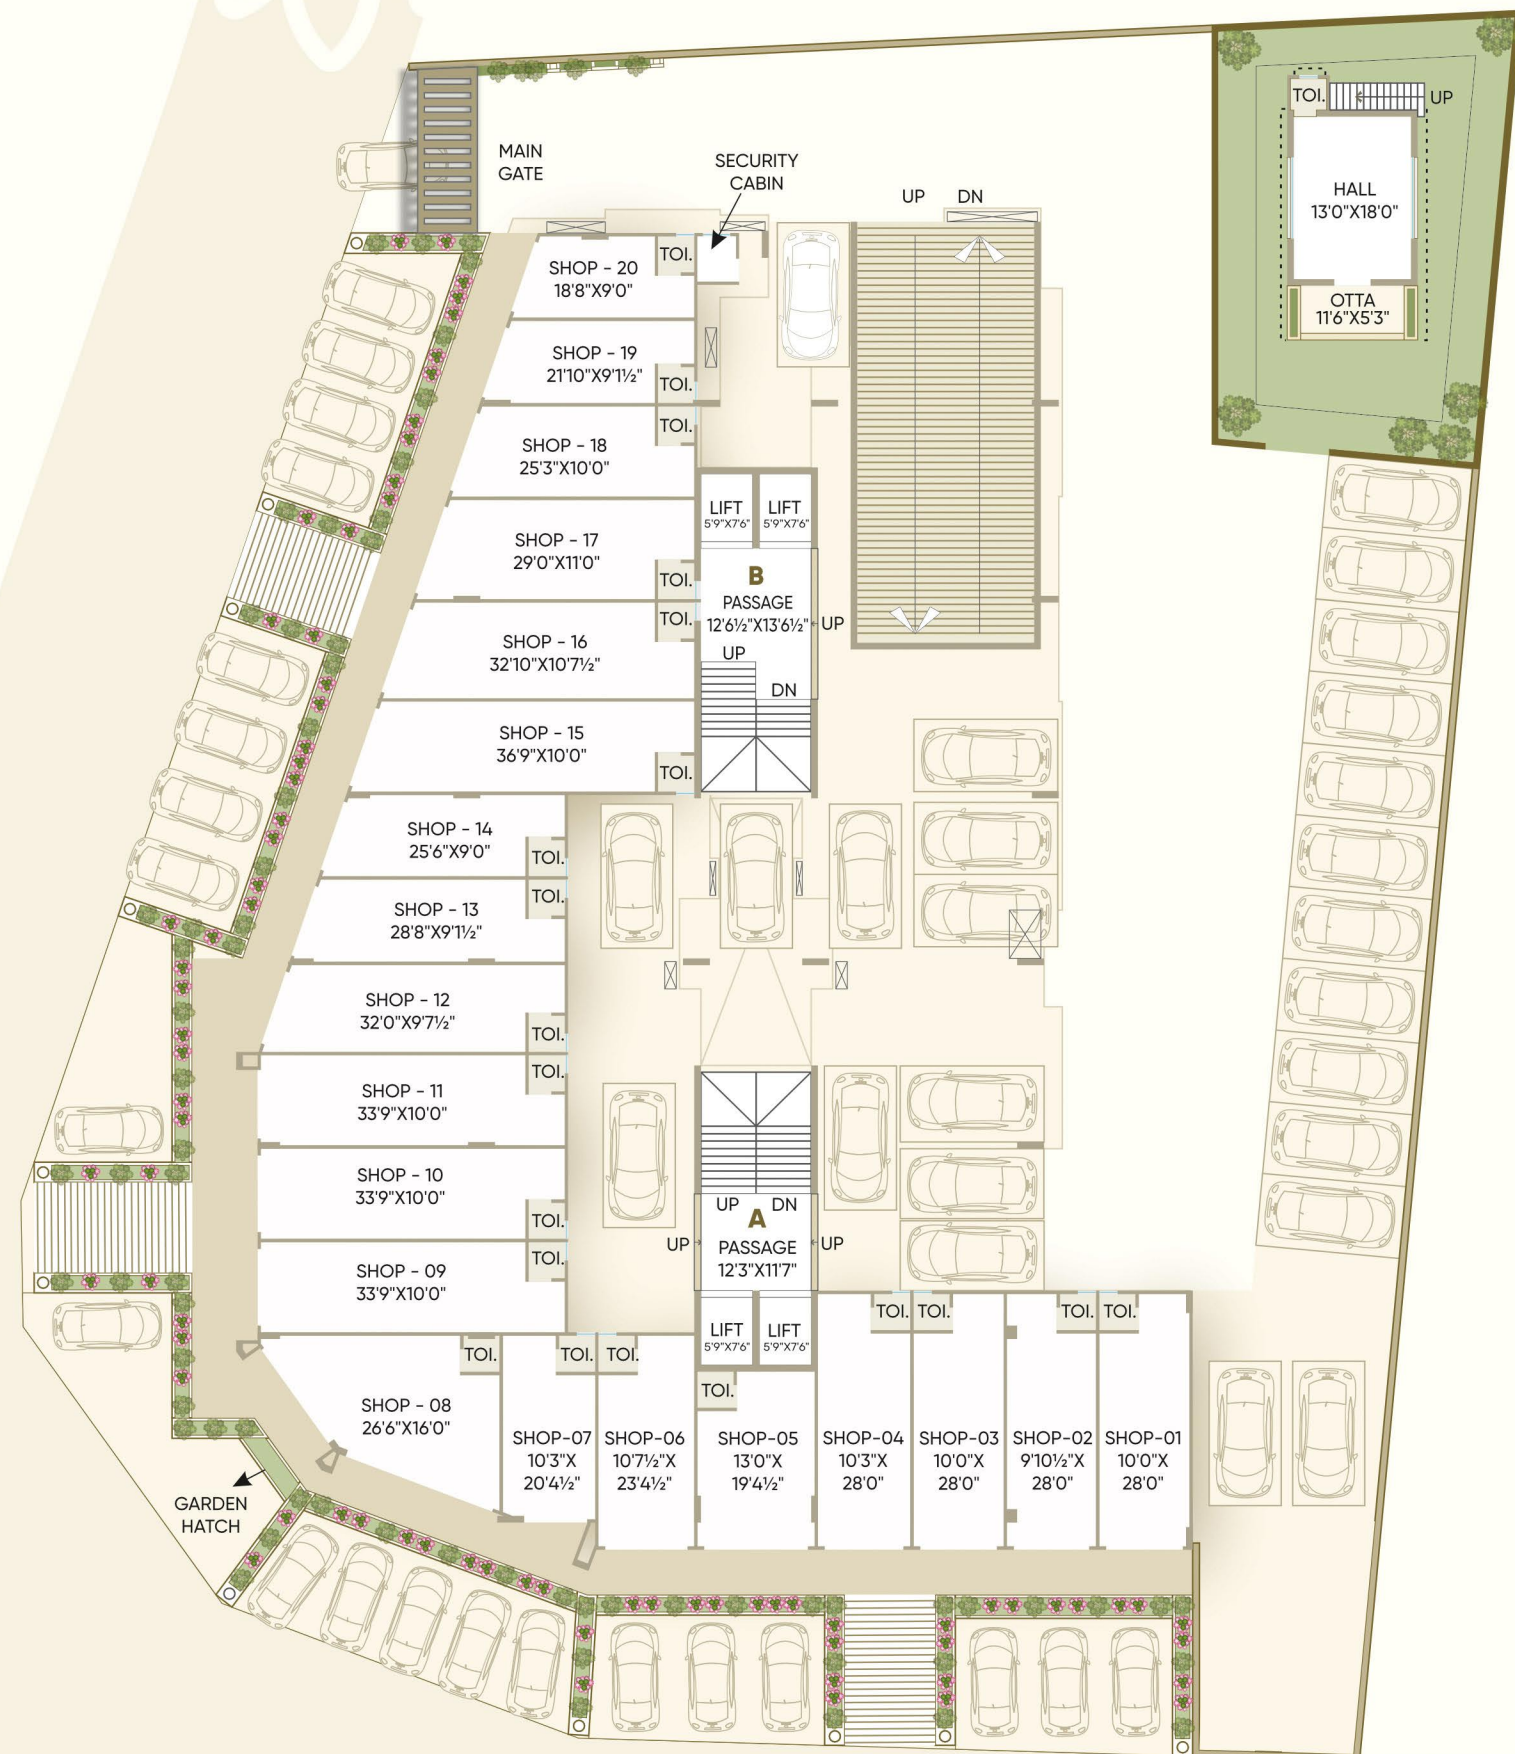 MAIN
GATE
SECURITY
CABIN
UP
DN
TOI.
UP
HALL
13'0"X18'0"
OTTA
11'6"X5'3"
SHOP - 20
18'8"X9'0"
TOI.
SHOP - 19
21'10"X9'1½"
TOI.
SHOP - 18
25'3"X10'0"
TOI.
SHOP - 17
29'0"X11'0"
TOI.
SHOP - 16
32'10"X10'7½"
TOI.
SHOP - 15
36'9"X10'0"
TOI.
LIFT
5'9"X7'6"
LIFT
5'9"X7'6"
B
PASSAGE
12'6½"X13'6½"
UP
UP
DN
SHOP - 14
25'6"X9'0"
TOI.
SHOP - 13
28'8"X9'1½"
TOI.
SHOP - 12
32'0"X9'7½"
TOI.
SHOP - 11
33'9"X10'0"
TOI.
SHOP - 10
33'9"X10'0"
TOI.
SHOP - 09
33'9"X10'0"
TOI.
UP
DN
A
UP
UP
PASSAGE
12'3"X11'7"
LIFT
5'9"X7'6"
LIFT
5'9"X7'6"
SHOP - 08
26'6"X16'0"
TOI.
TOI.
SHOP-07
10'3"X
20'4½"
TOI.
SHOP-06
10'7½"X
23'4½"
TOI.
SHOP-05
13'0"X
19'4½"
TOI.
SHOP-04
10'3"X
28'0"
TOI.
SHOP-03
10'0"X
28'0"
TOI.
SHOP-02
9'10½"X
28'0"
TOI.
SHOP-01
10'0"X
28'0"
GARDEN
HATCH